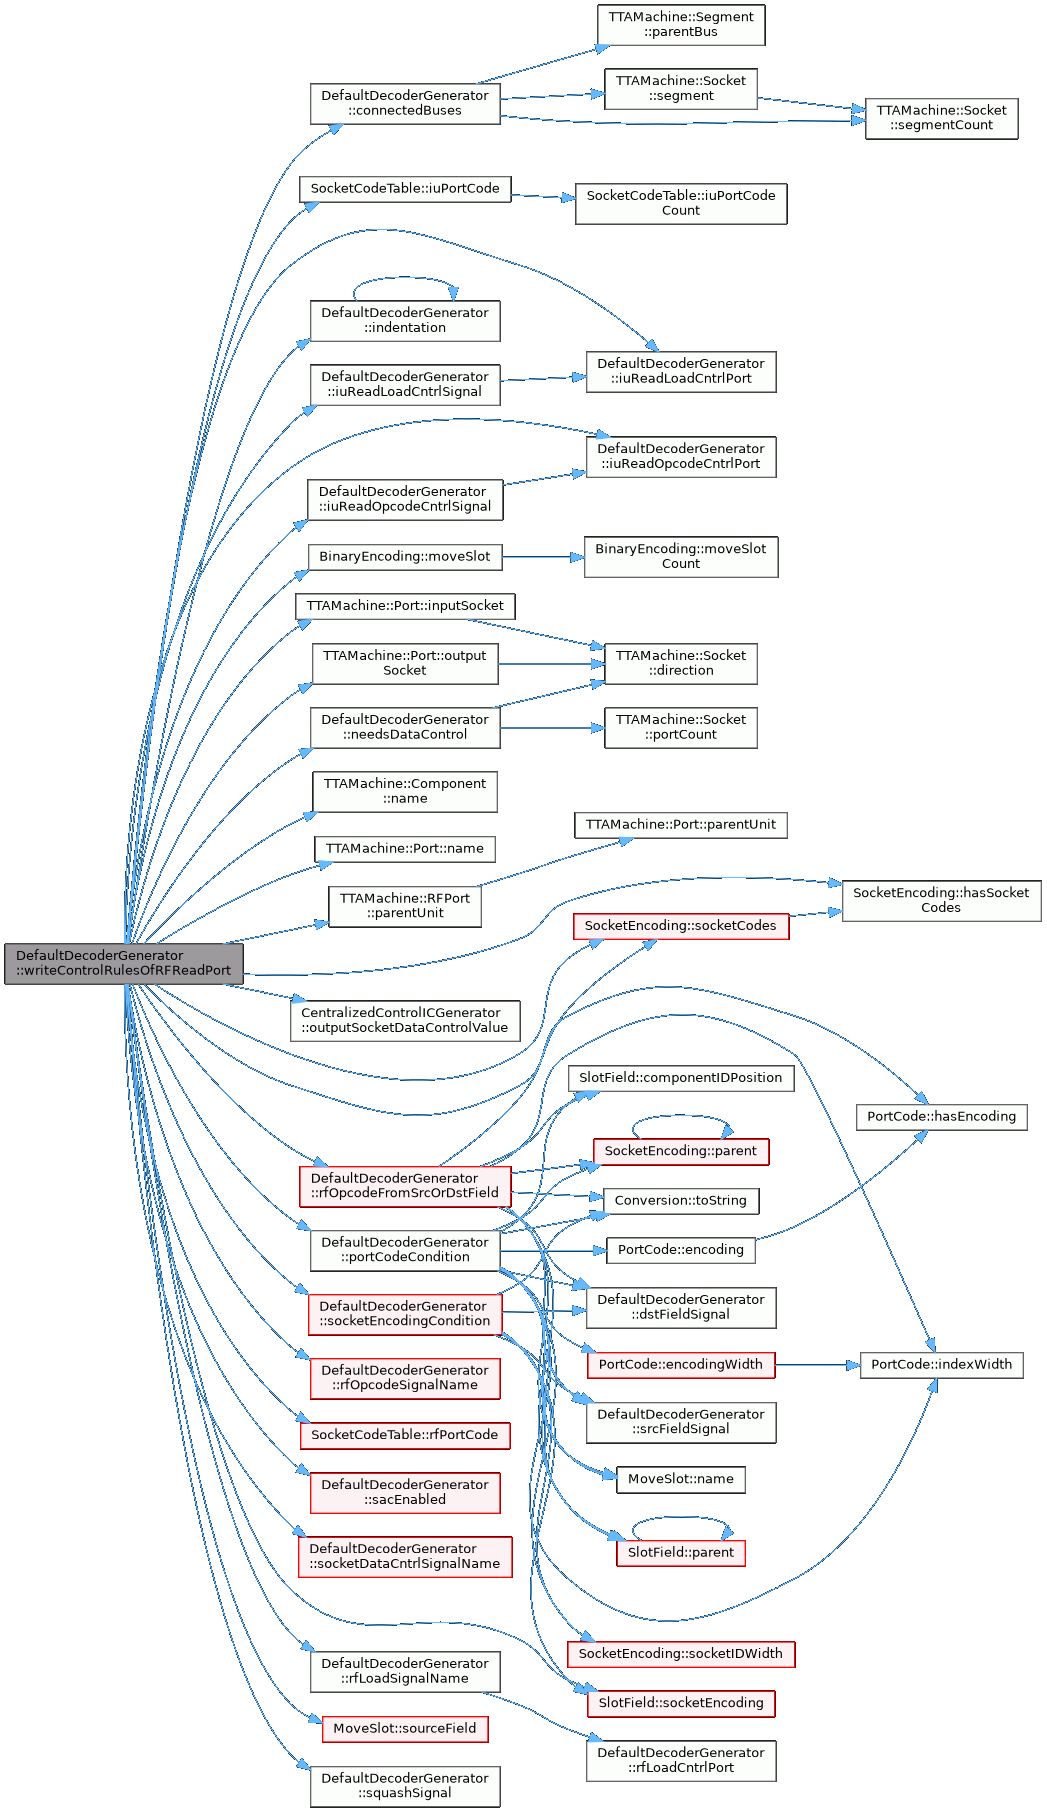 TTAMachine::Segment
::parentBus
DefaultDecoderGenerator
::connectedBuses
TTAMachine::Socket
::segment
TTAMachine::Socket
::segmentCount
SocketCodeTable::iuPortCode
SocketCodeTable::iuPortCode
Count
DefaultDecoderGenerator
::indentation
DefaultDecoderGenerator
::iuReadLoadCntrlPort
DefaultDecoderGenerator
::iuReadLoadCntrlSignal
DefaultDecoderGenerator
::iuReadOpcodeCntrlPort
DefaultDecoderGenerator
::iuReadOpcodeCntrlSignal
BinaryEncoding::moveSlot
BinaryEncoding::moveSlot
Count
TTAMachine::Port::inputSocket
TTAMachine::Port::output
Socket
TTAMachine::Socket
::direction
DefaultDecoderGenerator
::needsDataControl
TTAMachine::Socket
::portCount
TTAMachine::Component
::name
TTAMachine::Port::parentUnit
TTAMachine::Port::name
TTAMachine::RFPort
::parentUnit
SocketEncoding::hasSocket
Codes
SocketEncoding::socketCodes
DefaultDecoderGenerator
::writeControlRulesOfRFReadPort
CentralizedControlICGenerator
::outputSocketDataControlValue
SlotField::componentIDPosition
PortCode::hasEncoding
SocketEncoding::parent
DefaultDecoderGenerator
::rfOpcodeFromSrcOrDstField
Conversion::toString
DefaultDecoderGenerator
::portCodeCondition
PortCode::encoding
DefaultDecoderGenerator
::dstFieldSignal
DefaultDecoderGenerator
::socketEncodingCondition
PortCode::encodingWidth
PortCode::indexWidth
DefaultDecoderGenerator
::rfOpcodeSignalName
DefaultDecoderGenerator
::srcFieldSignal
SocketCodeTable::rfPortCode
MoveSlot::name
DefaultDecoderGenerator
::sacEnabled
SlotField::parent
DefaultDecoderGenerator
::socketDataCntrlSignalName
SocketEncoding::socketIDWidth
DefaultDecoderGenerator
::rfLoadSignalName
SlotField::socketEncoding
MoveSlot::sourceField
DefaultDecoderGenerator
::rfLoadCntrlPort
DefaultDecoderGenerator
::squashSignal